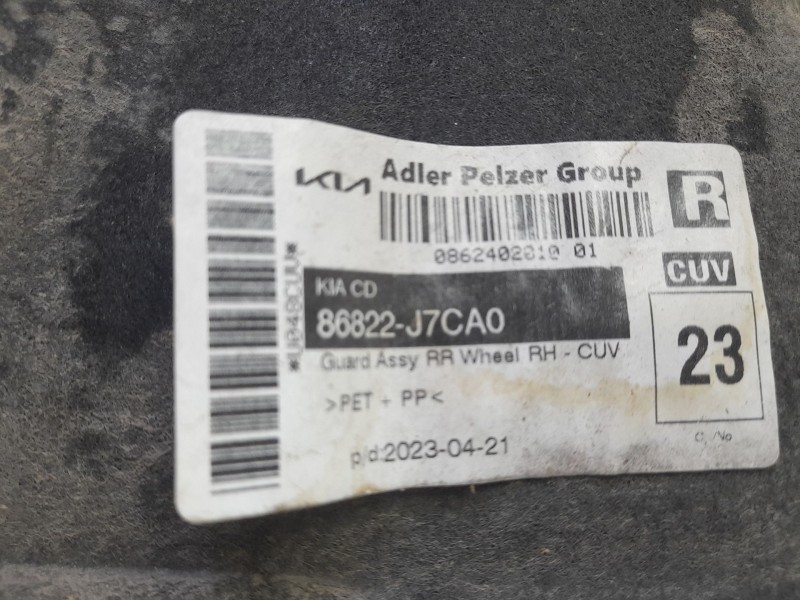 KIA Adler Pelzer Group
R
0862402010 01
CUV
KIA CD
86822-J7CA0
Guard Assy RR Wheel RH - CUV
23
>PET + PP<
C./No
p/d:2023-04-21